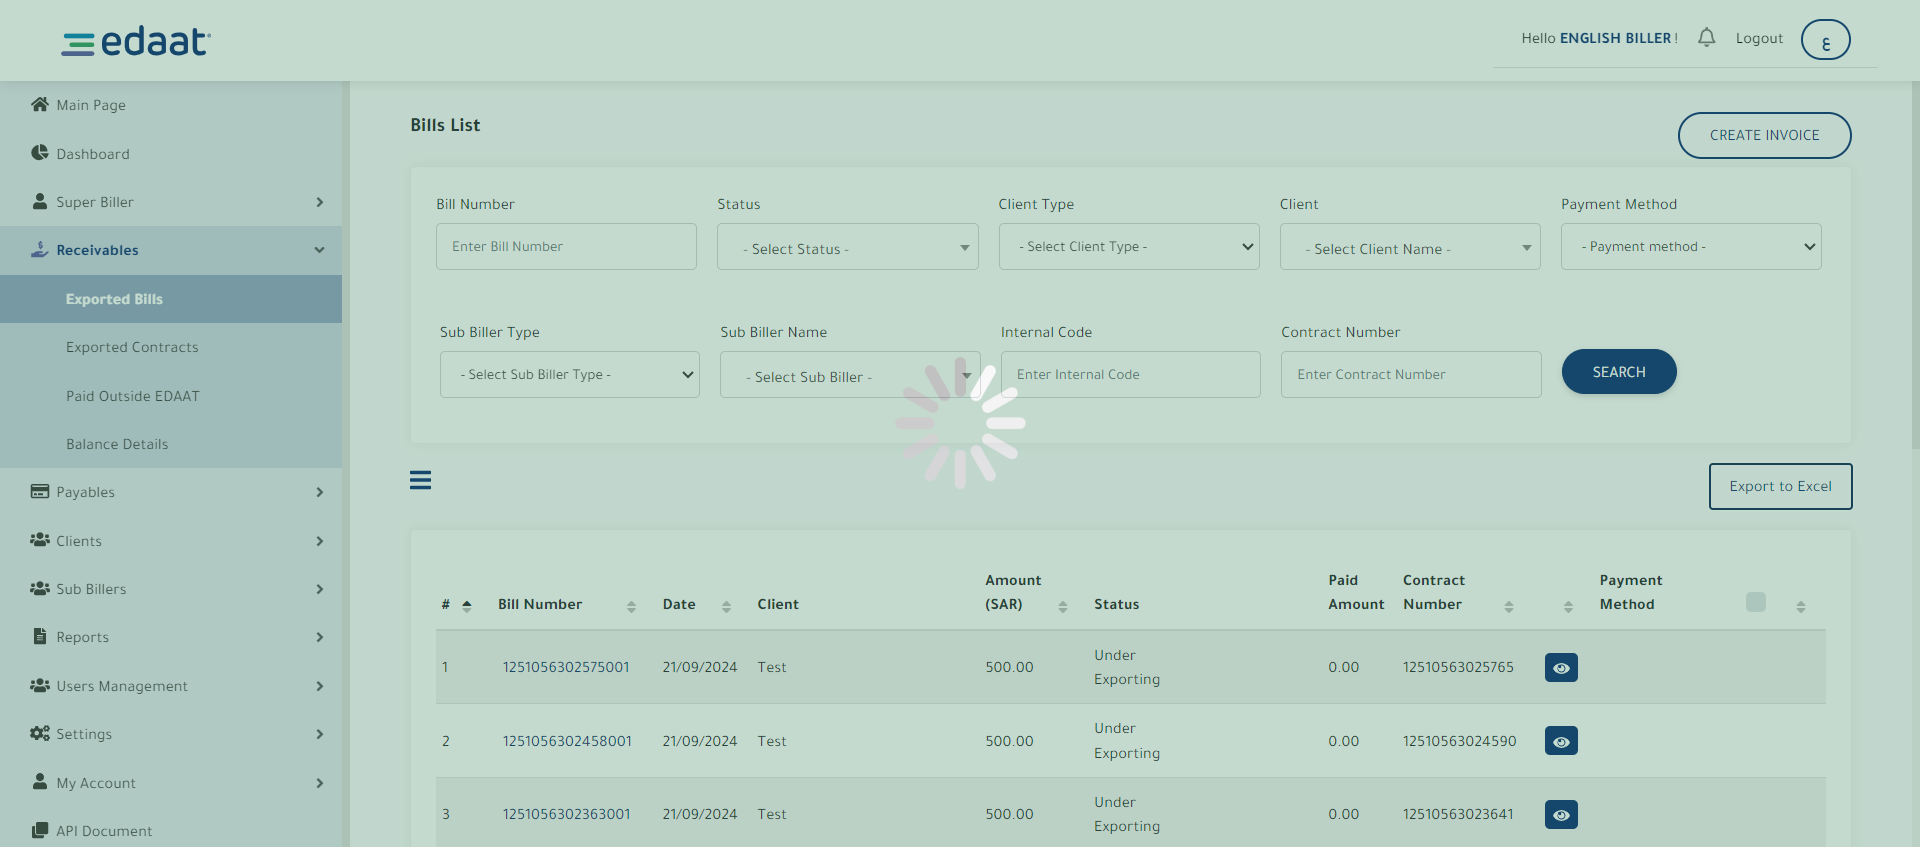 edaat
Hello ENGLISH BILLER !
Logout
ع
Main Page
Dashboard
Super Biller
Receivables
Exported Bills
Exported Contracts
Paid Outside EDAAT
Balance Details
Payables
Clients
Sub Billers
Reports
Users Management
Settings
My Account
API Document
Bills List
CREATE INVOICE
Bill Number Status Client Type Client Payment Method
Enter Bill Number - Select Status - - Select Client Type - - Select Client Name - - Payment method -
Sub Biller Type Sub Biller Name Internal Code Contract Number
- Select Sub Biller Type - - Select Sub Biller - Enter Internal Code Enter Contract Number SEARCH
Export to Excel
# Bill Number Date Client Amount (SAR) Status Paid Amount Contract Number Payment Method
1 1251056302575001 21/09/2024 Test 500.00 Under Exporting 0.00 12510563025765
2 1251056302458001 21/09/2024 Test 500.00 Under Exporting 0.00 12510563024590
3 1251056302363001 21/09/2024 Test 500.00 Under Exporting 0.00 12510563023641